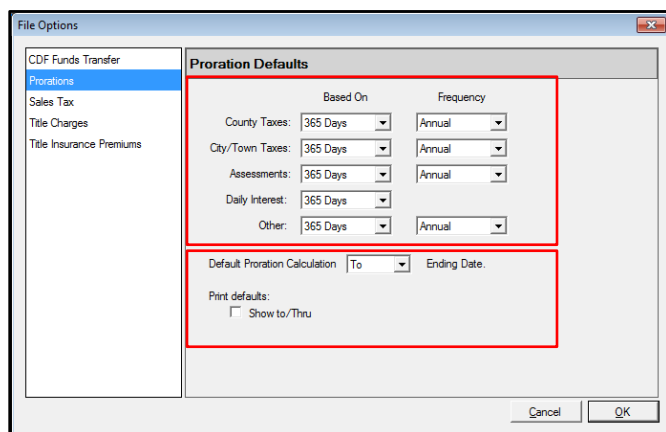 File Options
CDF Funds Transfer
Prorations
Sales Tax
Title Charges
Title Insurance Premiums
Proration Defaults
Based On Frequency
County Taxes: 365 Days Annual
City/Town Taxes: 365 Days Annual
Assessments: 365 Days Annual
Daily Interest: 365 Days
Other: 365 Days Annual
Default Proration Calculation To Ending Date.
Print defaults:
Show to/Thru
Cancel OK